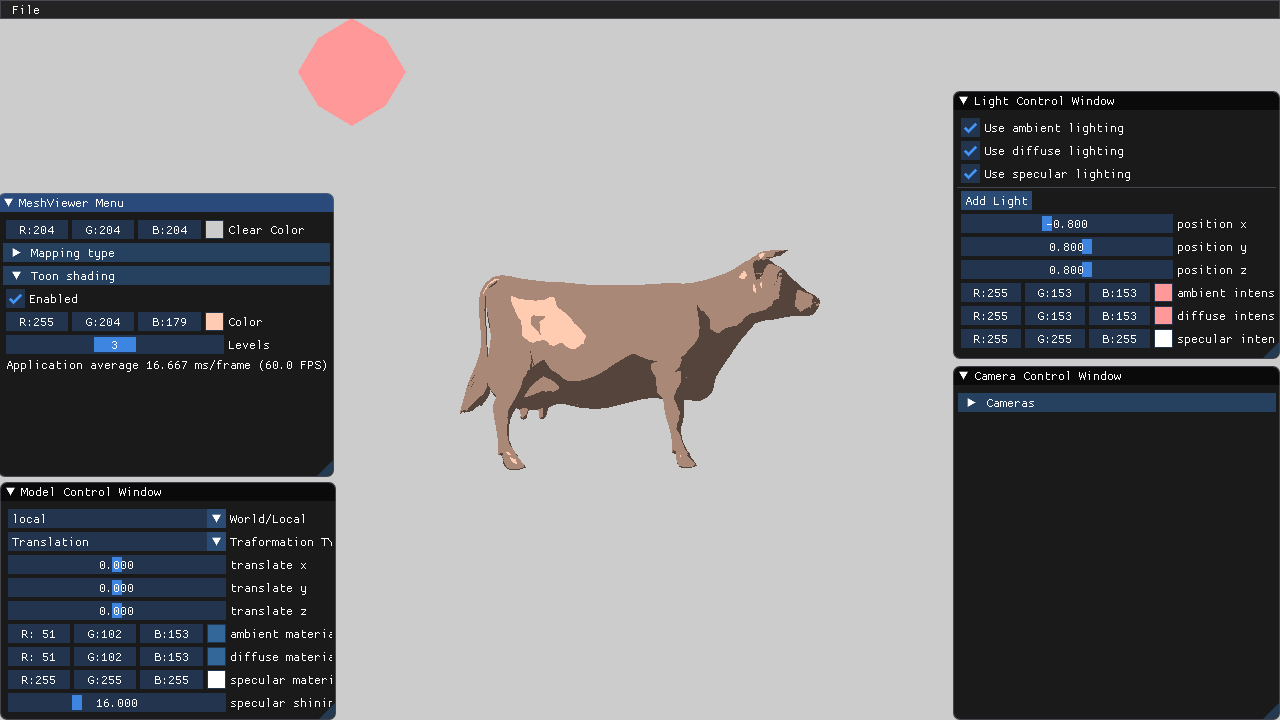 File
MeshViewer Menu
R:204 G:204 B:204 Clear Color
Mapping type
Toon shading
Enabled
R:255 G:204 B:179 Color
3 Levels
Application average 16.667 ms/frame (60.0 FPS)
Model Control Window
local World/Local
Translation Traformation Ty
0.000 translate x
0.000 translate y
0.000 translate z
R: 51 G:102 B:153 ambient materia
R: 51 G:102 B:153 diffuse materia
R:255 G:255 B:255 specular materi
16.000 specular shinin
Light Control Window
Use ambient lighting
Use diffuse lighting
Use specular lighting
Add Light
-0.800 position x
0.800 position y
0.800 position z
R:255 G:153 B:153 ambient intens
R:255 G:153 B:153 diffuse intens
R:255 G:255 B:255 specular inten
Camera Control Window
Cameras